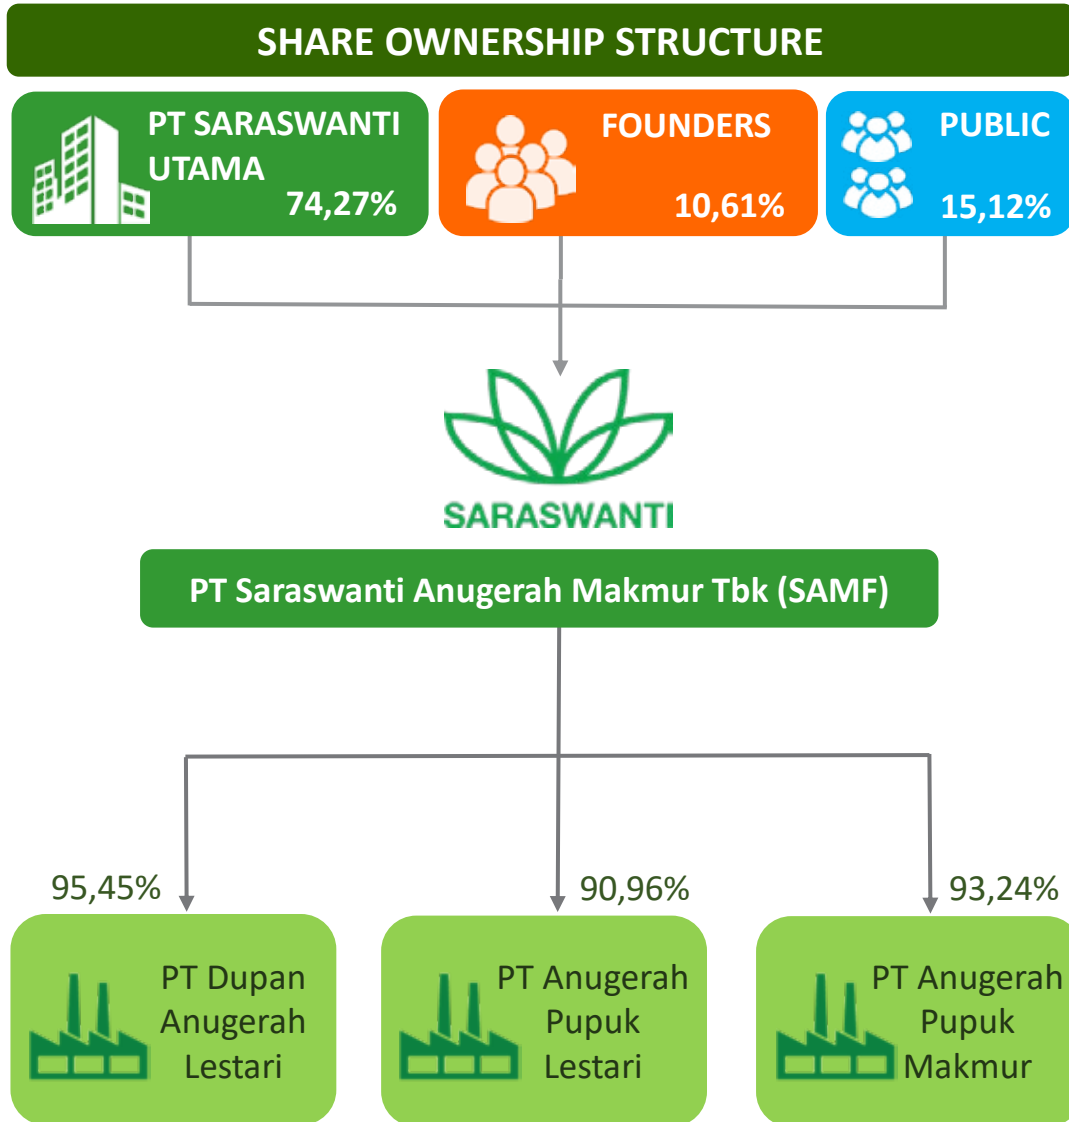 SHARE OWNERSHIP STRUCTURE
PT SARASWANTI
UTAMA
74,27%
FOUNDERS
10,61%
PUBLIC
15,12%
SARASWANTI
PT Saraswanti Anugerah Makmur Tbk (SAMF)
95,45%
90,96%
93,24%
PT Dupan
Anugerah
Lestari
PT Anugerah
Pupuk
Lestari
PT Anugerah
Pupuk
Makmur